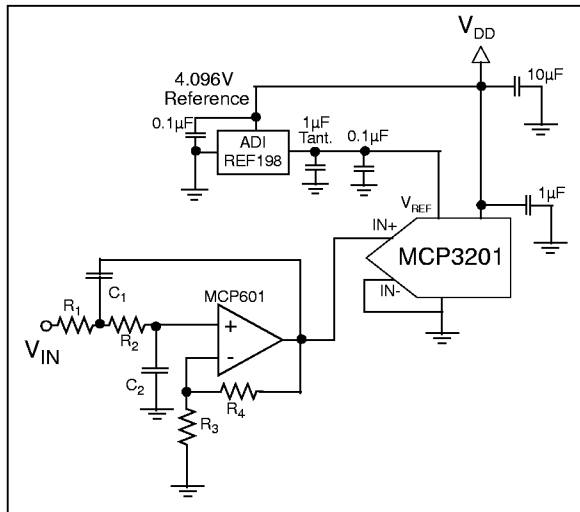 V_DD
10µF
4.096V
Reference
0.1µF
ADI
REF198
1µF
Tant.
0.1µF
1µF
V_REF
IN+
MCP3201
IN-
C_1
MCP601
R_1
R_2
V_IN
+
-
C_2
R_4
R_3